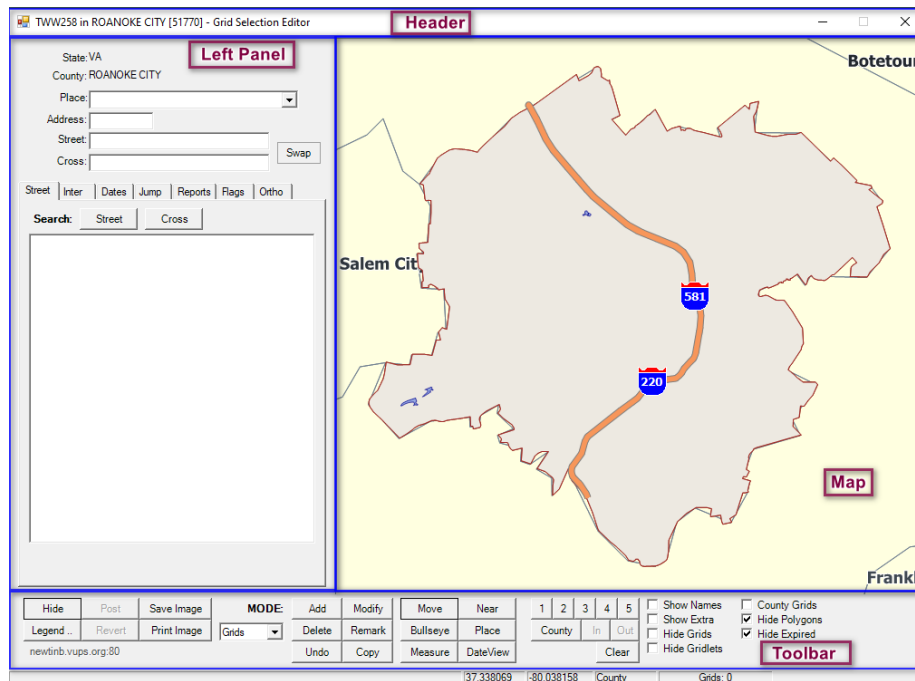 TWW258 in ROANOKE CITY [51770] - Grid Selection Editor
Header
Left Panel
State: VA
County: ROANOKE CITY
Place:
Address:
Street:
Cross:
Swap
Street Inter Dates Jump Reports Flags Ortho
Search: Street Cross
Botetour
Salem Cit
581
220
Map
Frankl
Hide Post Save Image MODE: Add Modify Move Near 1 2 3 4 5 Show Names County Grids
Show Extra Hide Polygons
Legend .. Revert Print Image Grids Delete Remark Bullseye Place County In Out Hide Grids Hide Expired
Hide Gridlets
newtinb.vups.org:80 Undo Copy Measure DateView Clear
Toolbar
37.338069 -80.038158 County Grids: 0